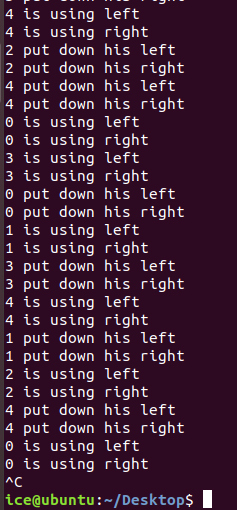 3 put down his right
4 is using left
4 is using right
2 put down his left
2 put down his right
4 put down his left
4 put down his right
0 is using left
0 is using right
3 is using left
3 is using right
0 put down his left
0 put down his right
1 is using left
1 is using right
3 put down his left
3 put down his right
4 is using left
4 is using right
1 put down his left
1 put down his right
2 is using left
2 is using right
4 put down his left
4 put down his right
0 is using left
0 is using right
^C
ice@ubuntu:~/Desktop$